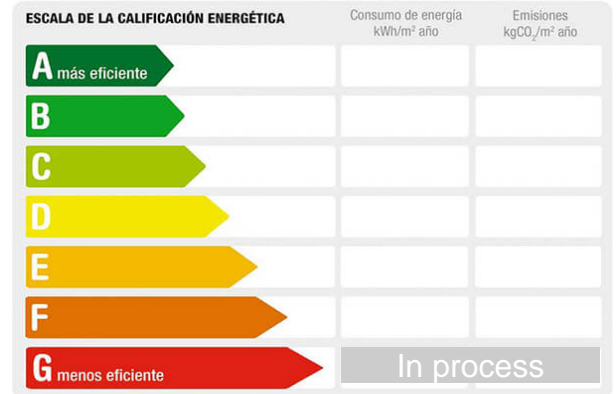 ESCALA DE LA CALIFICACIÓN ENERGÉTICA
Consumo de energía
kWh/m² año
Emisiones
kgCO₂/m² año
A más eficiente
B
C
D
E
F
G menos eficiente
In process